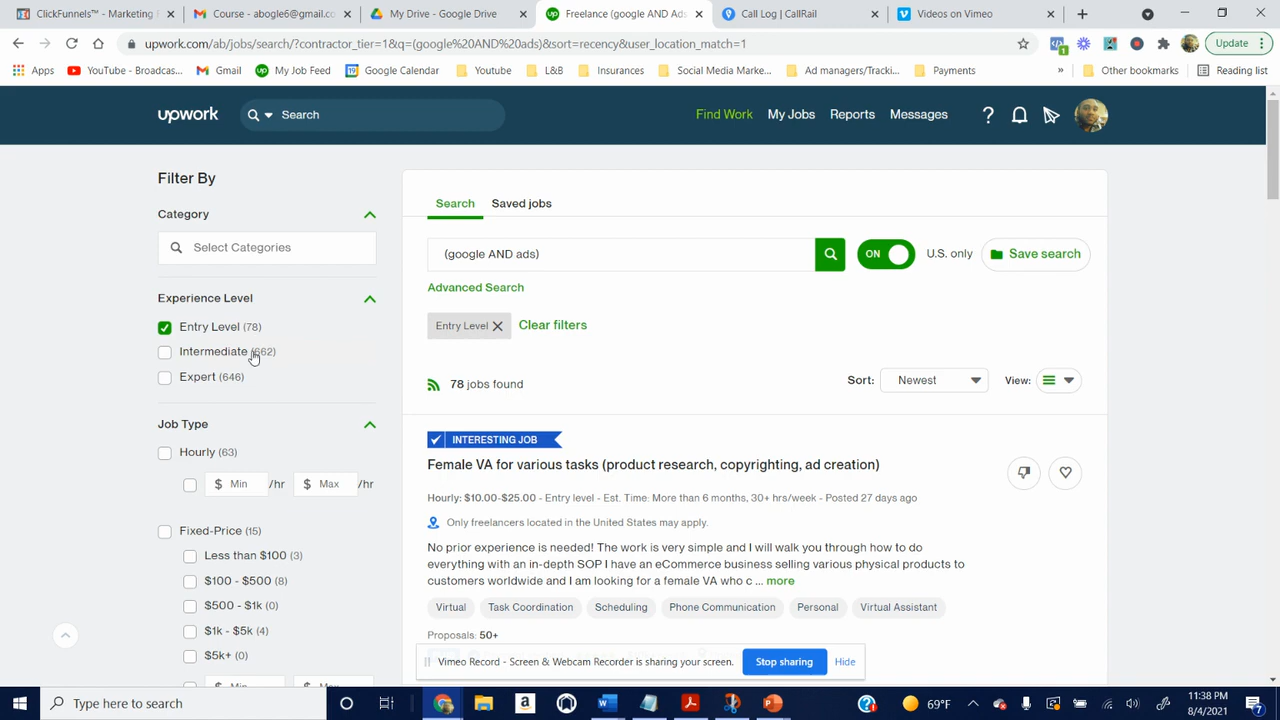 ClickFunnels™ - Marketing F
Course - abogle6@gmail.co
My Drive - Google Drive
Freelance (google AND Ads
Call Log | CallRail
Videos on Vimeo
upwork.com/ab/jobs/search/?contractor_tier=1&q=(google%20AND%20ads)&sort=recency&user_location_match=1
Update
Apps
YouTube - Broadcas...
Gmail
My Job Feed
Google Calendar
Youtube
L&B
Insurances
Social Media Marke...
Ad managers/Tracki...
Payments
»
Other bookmarks
Reading list
upwork
Search
Find Work
My Jobs
Reports
Messages
?
Filter By
Category
Select Categories
Experience Level
Entry Level (78)
Intermediate (662)
Expert (646)
Job Type
Hourly (63)
$ Min /hr $ Max /hr
Fixed-Price (15)
Less than $100 (3)
$100 - $500 (8)
$500 - $1k (0)
$1k - $5k (4)
$5k+ (0)
Search
Saved jobs
(google AND ads)
ON
U.S. only
Save search
Advanced Search
Entry Level
Clear filters
78 jobs found
Sort: Newest
View:
INTERESTING JOB
Female VA for various tasks (product research, copyrighting, ad creation)
Hourly: $10.00-$25.00 - Entry level - Est. Time: More than 6 months, 30+ hrs/week - Posted 27 days ago
Only freelancers located in the United States may apply.
No prior experience is needed! The work is very simple and I will walk you through how to do
everything with an in-depth SOP I have an eCommerce business selling various physical products to
customers worldwide and I am looking for a female VA who c ... more
Virtual
Task Coordination
Scheduling
Phone Communication
Personal
Virtual Assistant
Proposals: 50+
Vimeo Record - Screen & Webcam Recorder is sharing your screen.
Stop sharing
Hide
Type here to search
69°F
11:38 PM
8/4/2021
7